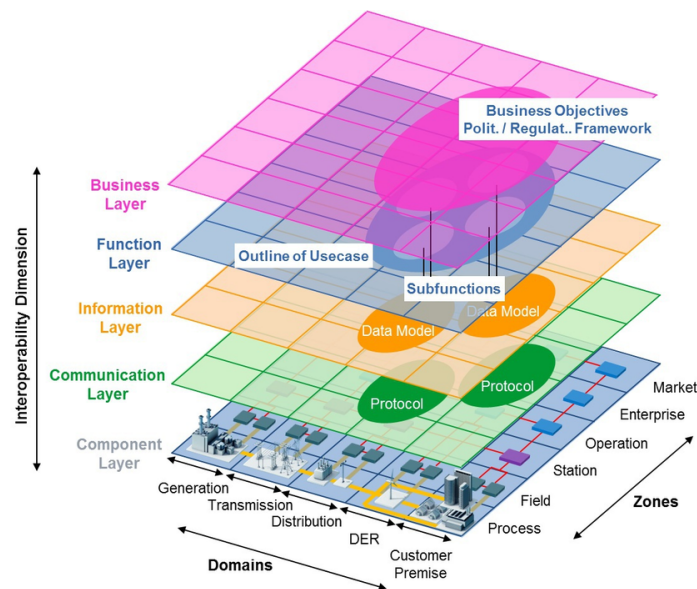 Business Objectives
Polit. / Regulat.. Framework
Interoperability Dimension
Business
Layer
Function
Layer
Outline of Usecase
Subfunctions
Information
Layer
Data Model
Data Model
Communication
Layer
Protocol
Protocol
Component
Layer
Market
Enterprise
Operation
Station
Field
Process
Zones
Generation
Transmission
Distribution
DER
Customer
Premise
Domains